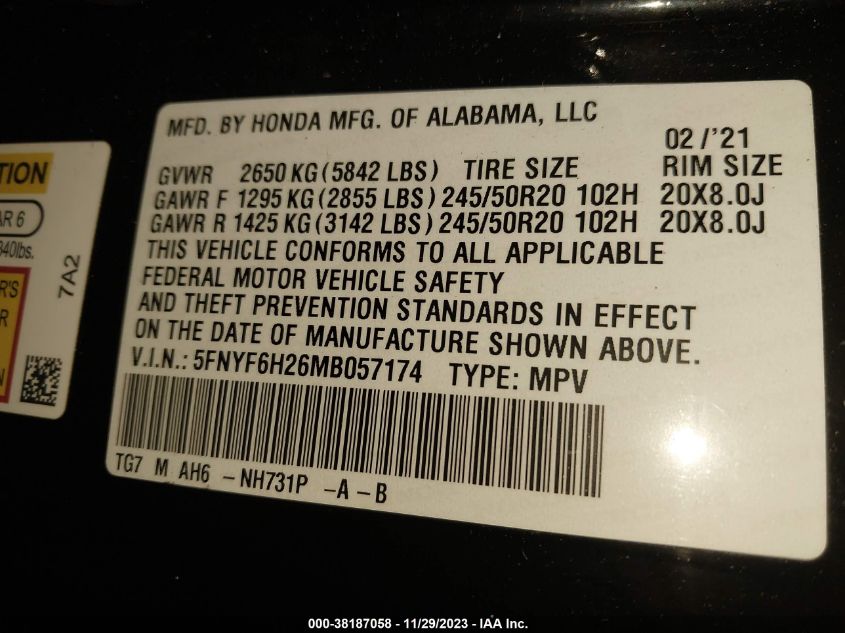 MFD. BY HONDA MFG. OF ALABAMA, LLC
02/'21
GVWR 2650 KG (5842 LBS) TIRE SIZE RIM SIZE
GAWR F 1295 KG (2855 LBS) 245/50R20 102H 20X8.0J
GAWR R 1425 KG (3142 LBS) 245/50R20 102H 20X8.0J
THIS VEHICLE CONFORMS TO ALL APPLICABLE
FEDERAL MOTOR VEHICLE SAFETY
AND THEFT PREVENTION STANDARDS IN EFFECT
ON THE DATE OF MANUFACTURE SHOWN ABOVE.
V.I.N.: 5FNYF6H26MB057174 TYPE: MPV
TG7 M AH6 - NH731P -A - B
7A2
000-38187058 - 11/29/2023 - IAA Inc.